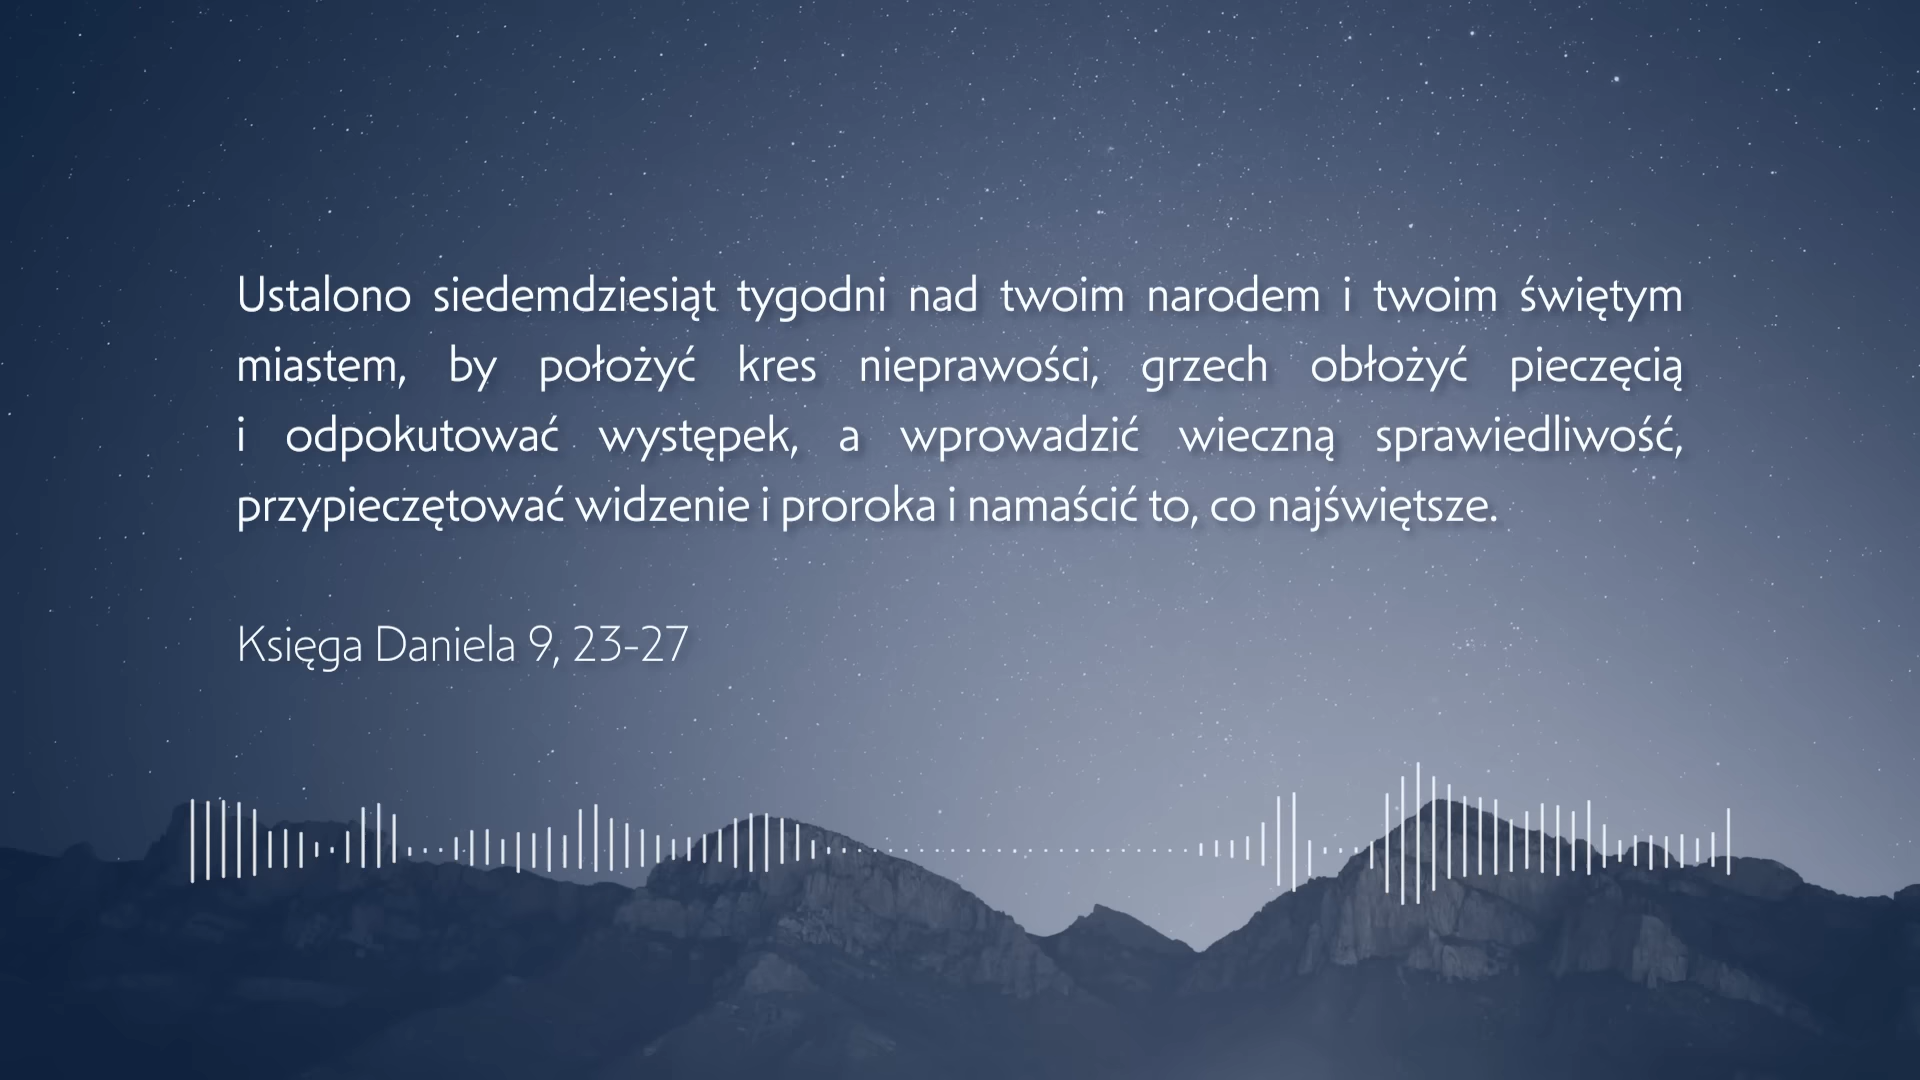 Ustalono siedemdziesiąt tygodni nad twoim narodem i twoim świętym
miastem, by położyć kres nieprawości, grzech obłożyć pieczęcią
i odpokutować występek, a wprowadzić wieczną sprawiedliwość,
przypieczętować widzenie i proroka i namaścić to, co najświętsze.
Księga Daniela 9, 23-27